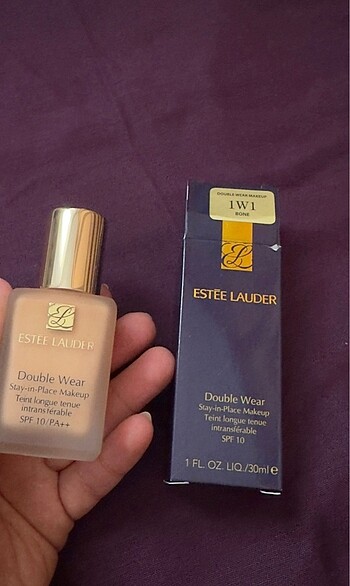 ESTĒE LAUDER
Double Wear
Stay-in-Place Makeup
Teint longue tenue
intransférable
SPF 10/PA++
DOUBLE WEAR MAKEUP
1W1
BONE
ESTĒE LAUDER
Double Wear
Stay-in-Place Makeup
Teint longue tenue
intransférable
SPF 10
1 FL. OZ. LIQ./30ml e